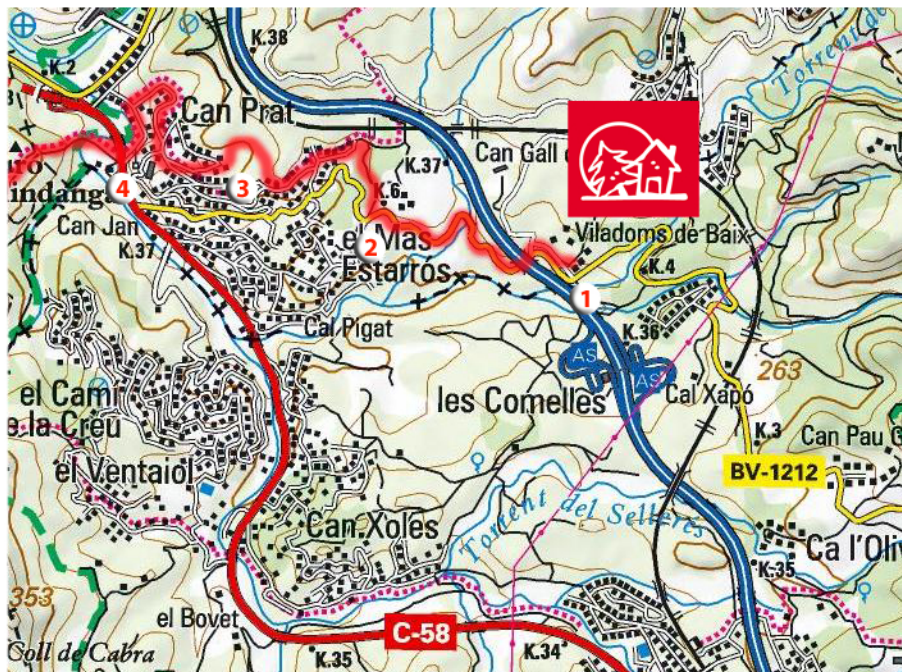 K.38
K.2
Torrent de
Can Prat
K.37
Can Gall
4
3
K.6
indanga
Can Jan
K.37
2
el Mas
Estarrós
Viladoms de Baix
K.4
1
Cal Pigat
K.36
AS
AS
el Camí
e la Creu
les Comelles
Cal Xapó
263
K.3
Can Pau
el Ventaiol
BV-1212
Can Xoles
Torrent del Sellerès
Ca l'Oliv
K.35
353
el Bovet
C-58
Coll de Cabra
K.35
K.34